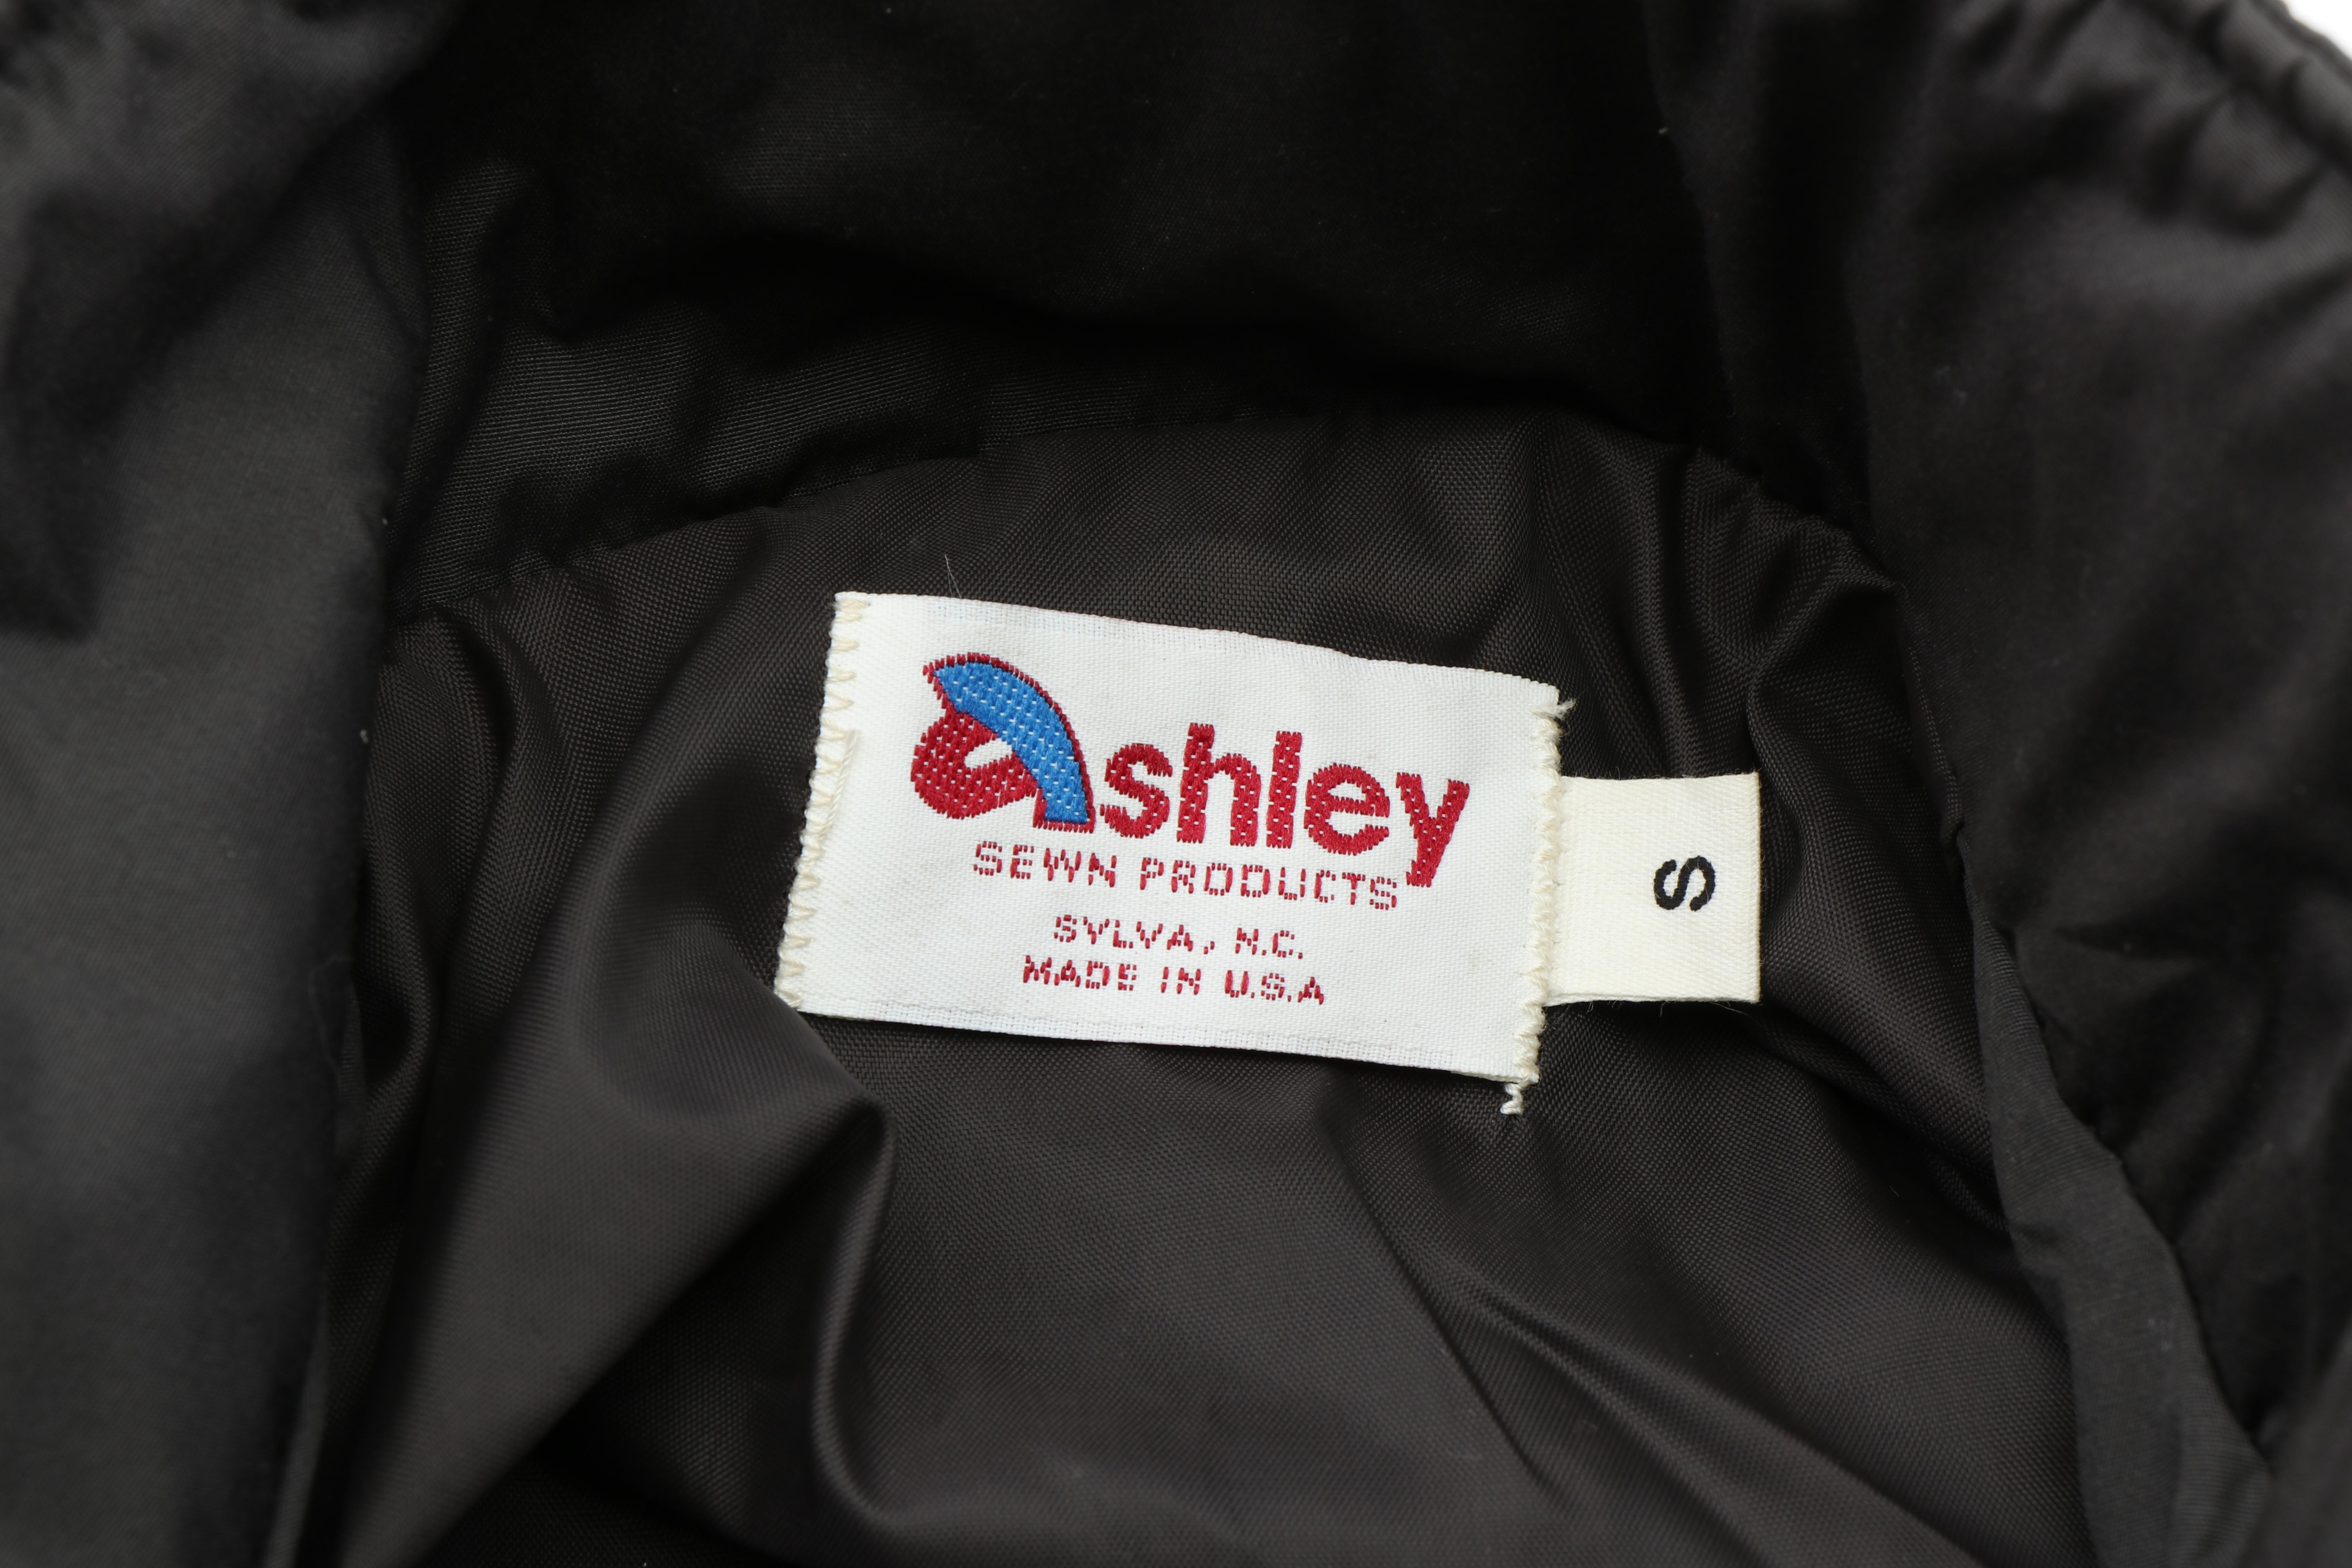 ashley
SEWN PRODUCTS
SYLVA, N.C.
MADE IN U.S.A
S